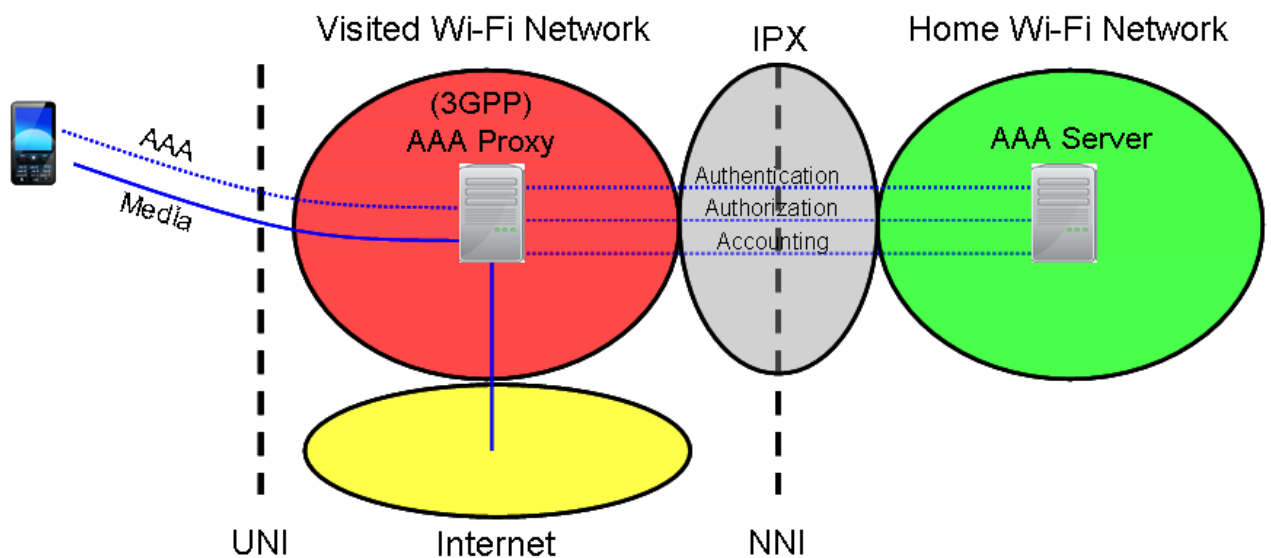 Visited Wi-Fi Network
IPX
Home Wi-Fi Network
(3GPP)
AAA Proxy
AAA Server
AAA
Media
Authentication
Authorization
Accounting
UNI
Internet
NNI